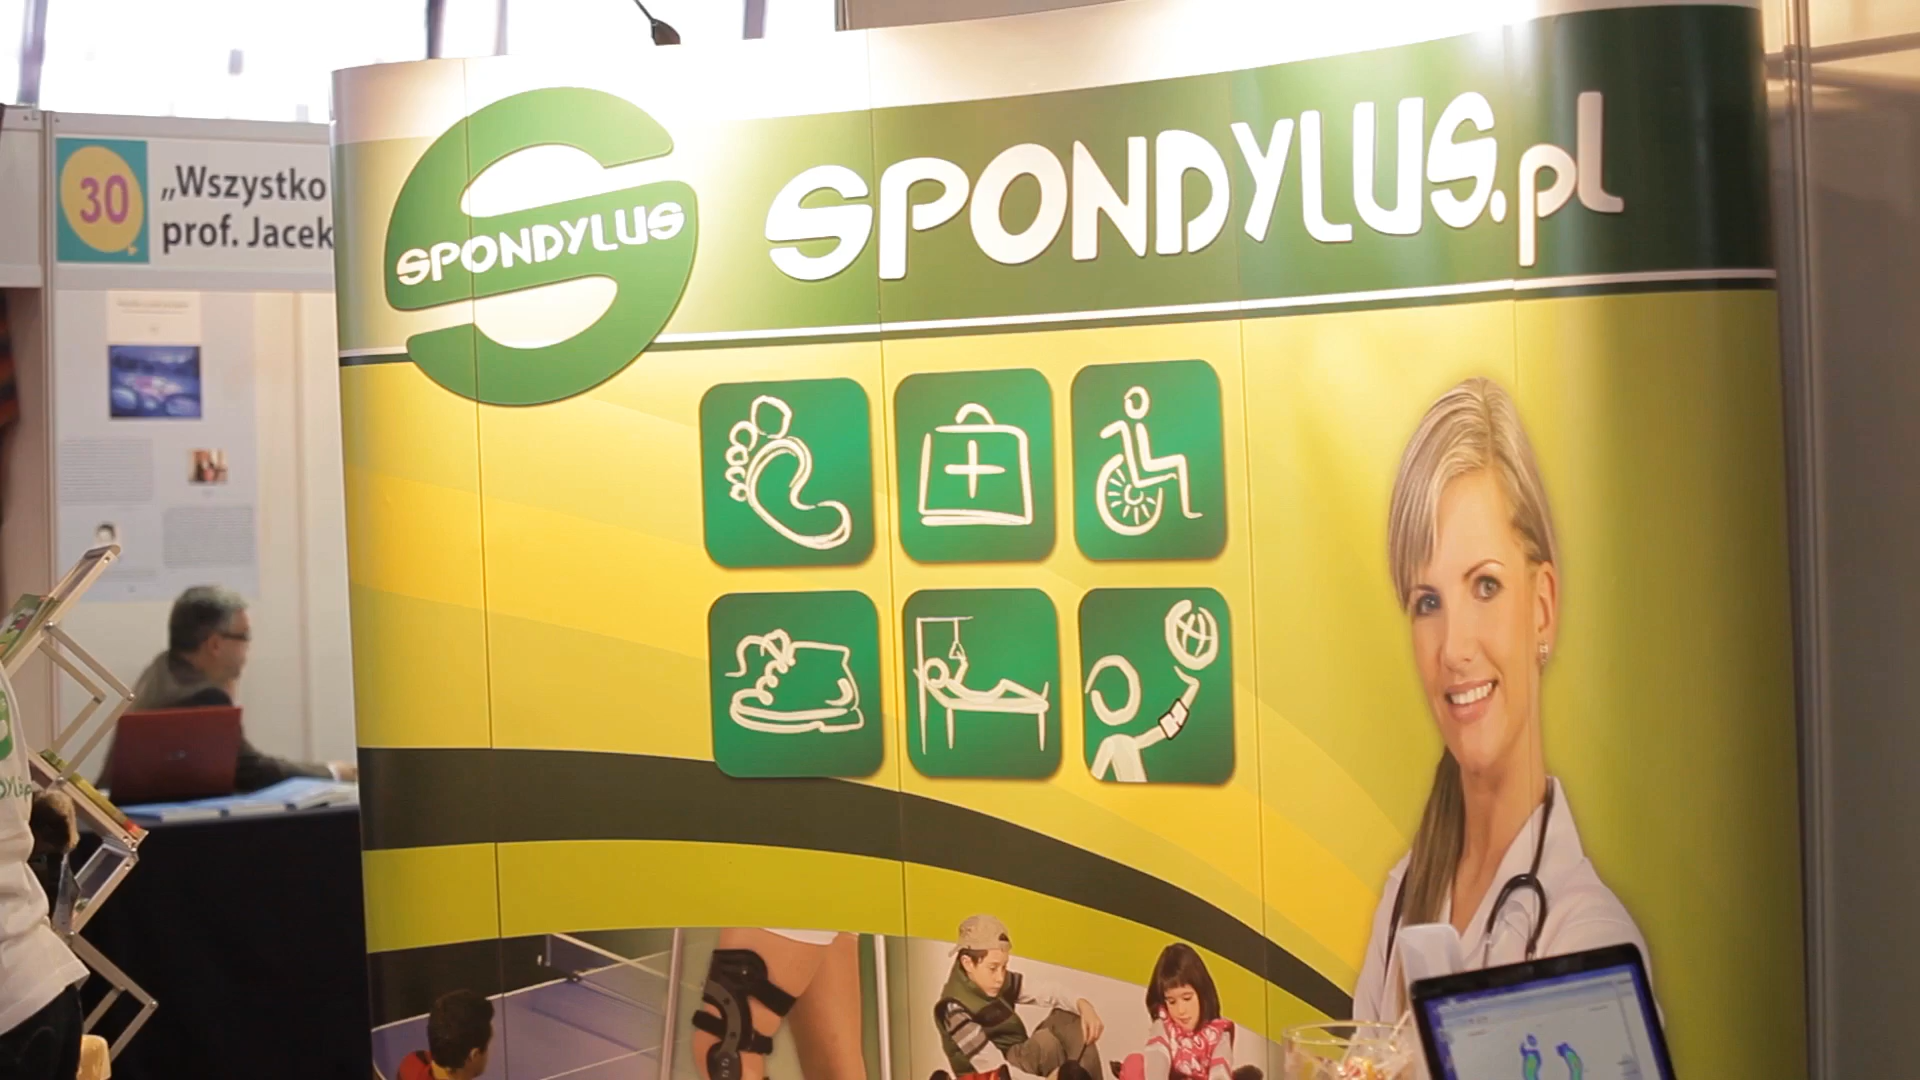 30
„Wszystko
prof. Jacek
SPONDYLUS
SPONDYLUS.pl